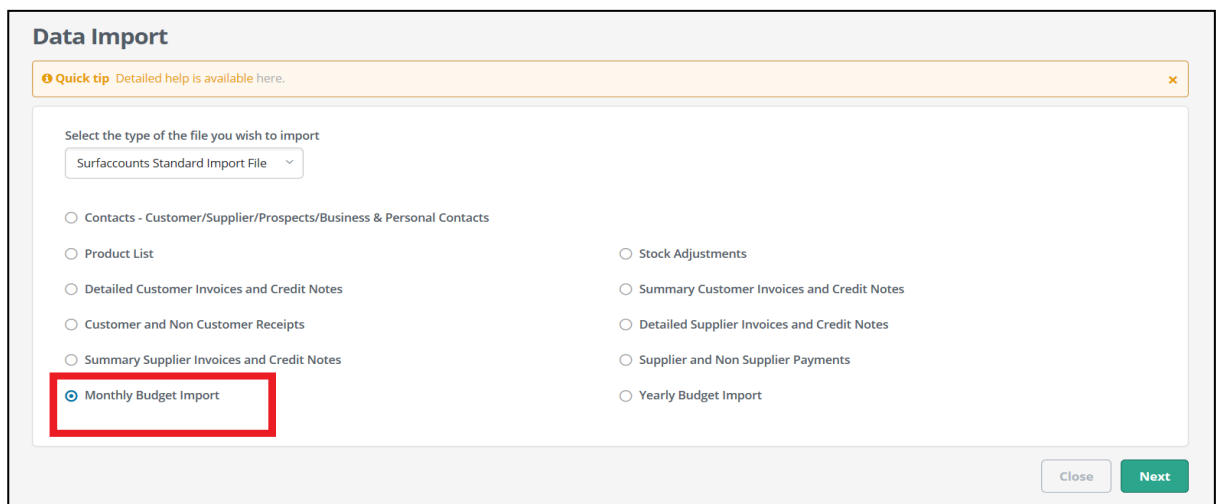 Data Import
Quick tip Detailed help is available here.
Select the type of the file you wish to import
Surfaccounts Standard Import File
Contacts - Customer/Supplier/Prospects/Business & Personal Contacts
Product List
Stock Adjustments
Detailed Customer Invoices and Credit Notes
Summary Customer Invoices and Credit Notes
Customer and Non Customer Receipts
Detailed Supplier Invoices and Credit Notes
Summary Supplier Invoices and Credit Notes
Supplier and Non Supplier Payments
Monthly Budget Import
Yearly Budget Import
Close
Next